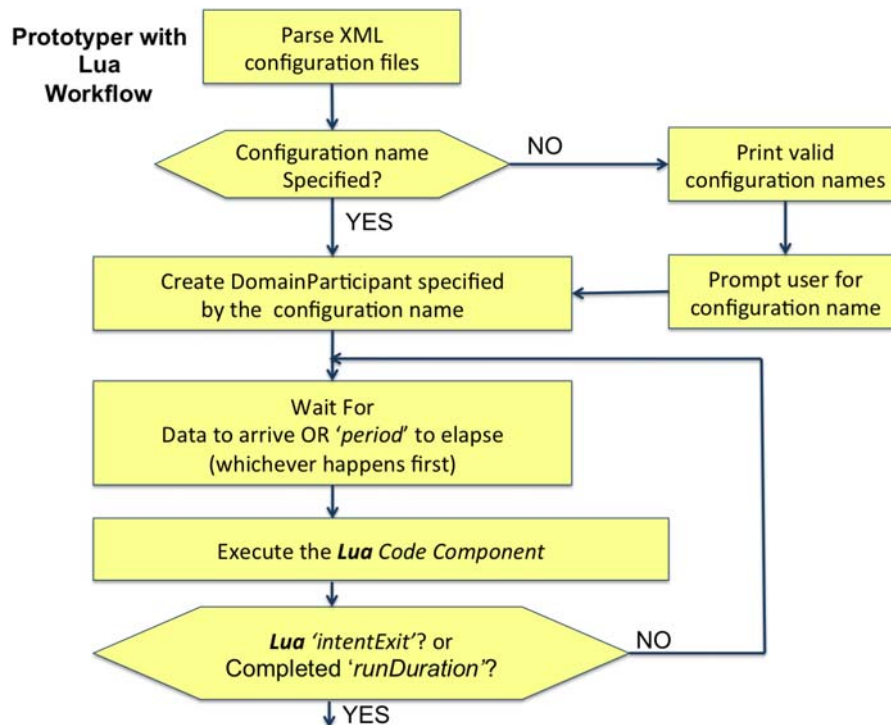 Prototyper with
Lua
Workflow
Parse XML
configuration files
Configuration name
Specified?
NO
Print valid
configuration names
YES
Create DomainParticipant specified
by the configuration name
Prompt user for
configuration name
Wait For
Data to arrive OR ‘period’ to elapse
(whichever happens first)
Execute the Lua Code Component
Lua ‘intentExit’? or
Completed ‘runDuration’?
NO
YES